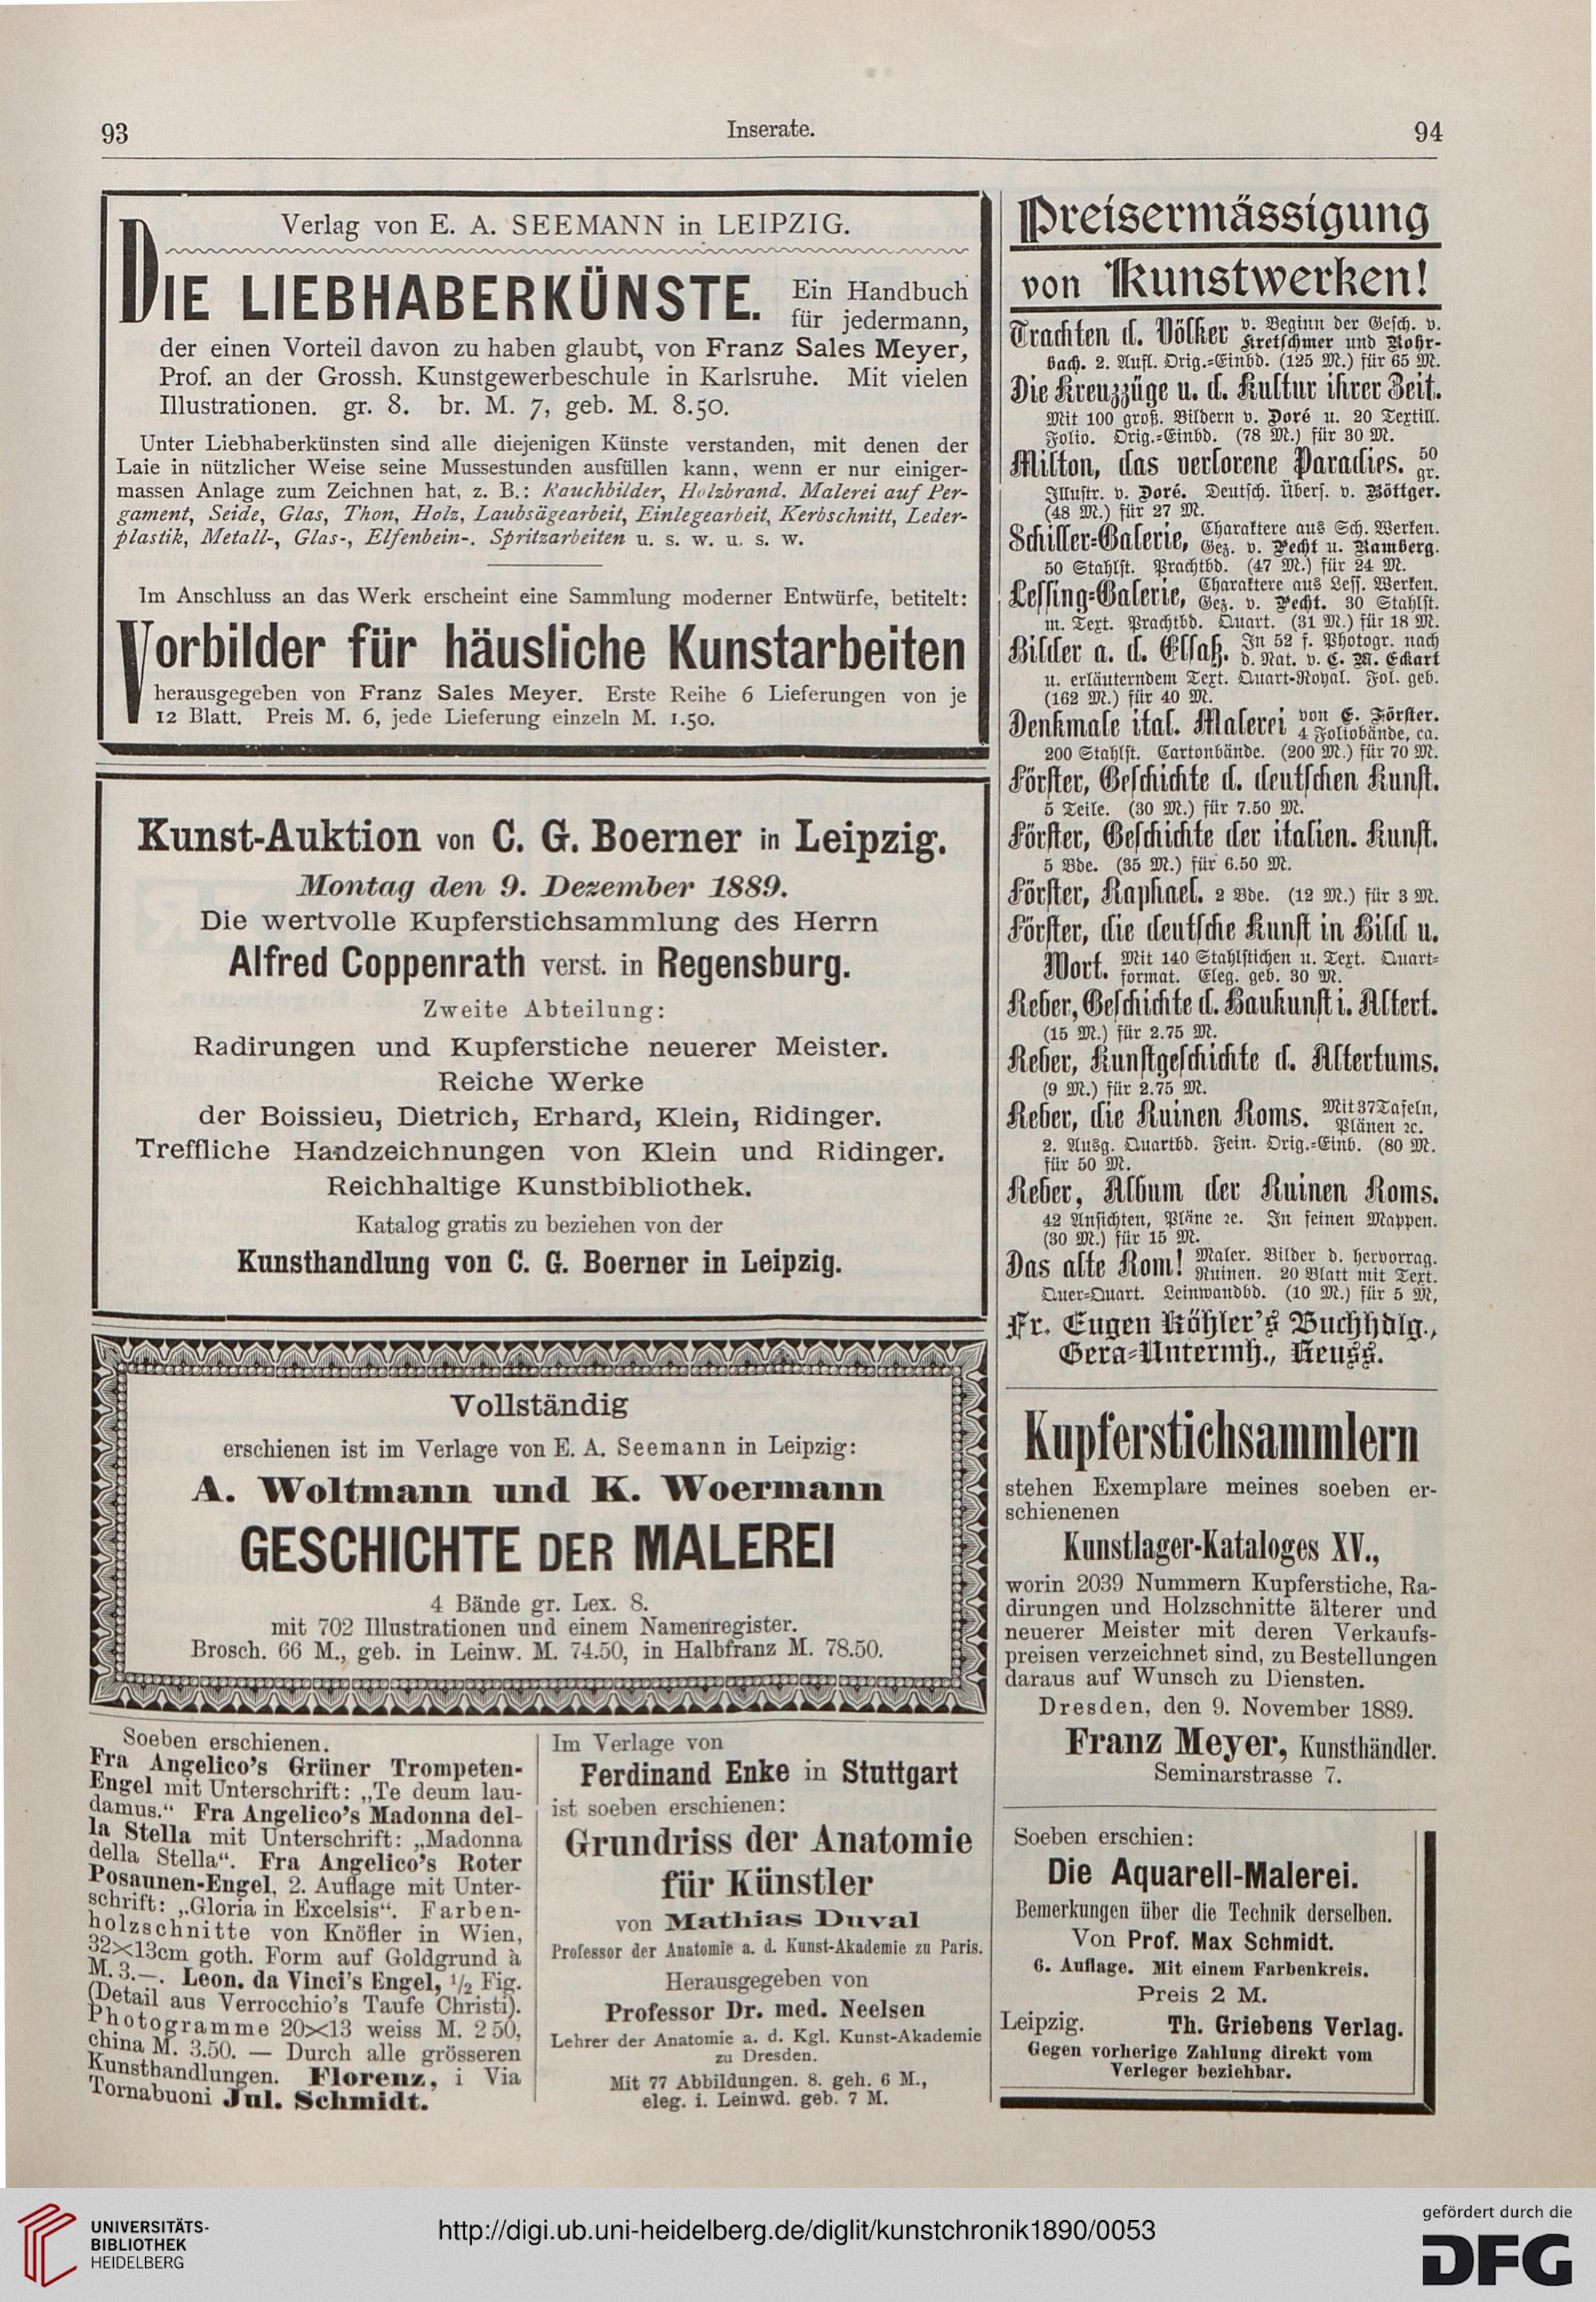 93
Inserate.
94
Verlag von E. A. SEEMANN in LEIPZIG.
DIE LIEBHABERKÜNSTE. Ein Handbuch
für jedermann,
der einen Vorteil davon zu haben glaubt, von Franz Sales Meyer,
Prof. an der Grossh. Kunstgewerbeschule in Karlsruhe. Mit vielen
Illustrationen. gr. 8. br. M. 7, geb. M. 8.50.
Unter Liebhaberkünsten sind alle diejenigen Künste verstanden, mit denen der
Laie in nützlicher Weise seine Mussestunden ausfüllen kann, wenn er nur einiger-
massen Anlage zum Zeichnen hat, z. B.: Rauchbilder, Holzbrand. Malerei auf Per-
gament, Seide, Glas, Thon, Holz, Laubsägearbeit, Einlegearbeit, Kerbschnitt, Leder-
plastik, Metall-, Glas-, Elfenbein-. Spritzarbeiten u. s. w. u. s. w.
Im Anschluss an das Werk erscheint eine Sammlung moderner Entwürfe, betitelt:
Vorbilder für häusliche Kunstarbeiten
herausgegeben von Franz Sales Meyer. Erste Reihe 6 Lieferungen von je
12 Blatt. Preis M. 6, jede Lieferung einzeln M. 1.50.
Kunst-Auktion von C. G. Boerner in Leipzig.
Montag den 9. Dezember 1889.
Die wertvolle Kupferstichsammlung des Herrn
Alfred Coppenrath verst. in Regensburg.
Zweite Abteilung:
Radirungen und Kupferstiche neuerer Meister.
Reiche Werke
der Boissieu, Dietrich, Erhard, Klein, Ridinger.
Treffliche Handzeichnungen von Klein und Ridinger.
Reichhaltige Kunstbibliothek.
Katalog gratis zu beziehen von der
Kunsthandlung von C. G. Boerner in Leipzig.
Vollständig
erschienen ist im Verlage von E. A. Seemann in Leipzig:
A. Woltmann und K. Woermann
GESCHICHTE DER MALEREI
4 Bände gr. Lex. 8.
mit 702 Illustrationen und einem Namenregister.
Brosch. 66 M., geb. in Leinw. M. 74.50, in Halbfranz M. 78.50.
Soeben erschienen.
Fra Angelico's Grüner Trompeten-
Engel mit Unterschrift: „Te deum lau-
damus.“ Fra Angelico's Madonna del-
la Stella mit Unterschrift: „Madonna
della Stella“. Fra Angelico's Roter
Posaunen-Engel, 2. Auflage mit Unter-
schrift: „Gloria in Excelsis“. Farben-
holzschnitte von Knöfler in Wien,
32×13cm goth. Form auf Goldgrund à
M. 3.—. Leon. da Vinci's Engel, 1/2 Fig.
(Detail aus Verrocchio's Taufe Christi).
Photogramme 20×13 weiss M. 2 50,
china M. 3.50. — Durch alle grösseren
Kunsthandlungen. Florenz, i Via
Tornabuoni Jul. Schmidt.
Im Verlage von
Ferdinand Enke in Stuttgart
ist soeben erschienen:
Grundriss der Anatomie
für Künstler
von Mathias Duval
Professor der Anatomie a. d. Kunst-Akademie zu Paris.
Herausgegeben von
Professor Dr. med. Neelsen
Lehrer der Anatomie a. d. Kgl. Kunst-Akademie
zu Dresden.
Mit 77 Abbildungen. 8. geh. 6 M.,
eleg. i. Leinwd. geb. 7 M.
Preisermässigung
von Kunstwerken!
Trachten d. Völker v. Beginn der Gesch. v.
Kretschmer und Rohr-
bach. 2. Aufl. Orig.=Einbd. (125 M.) für 65 M.
Die Kreuzzüge u. d. Kultur ihrer Zeit.
Mit 100 groß. Bildern v. Doré u. 20 Textill.
Folio. Orig.=Einbd. (78 M.) für 30 M.
Milton, das verlorene Paradies. 50
gr.
Illustr. v. Doré. Deutsch. Übers. v. Böttger.
(48 M.) für 27 M.
Schiller=Galerie, Charaktere aus Sch. Werken.
Gez. v. Pecht u. Ramberg.
50 Stahlst. Prachtbd. (47 M.) für 24 M.
Lessing=Galerie, Charaktere aus Less. Werken.
Gez. v. Pecht. 30 Stahlst.
m. Text. Prachtbd. Quart. (31 M.) für 18 M.
Bilder a. d. Elsaß. In 52 f. Photogr. nach
d. Nat. v. C. M. Eckart
u. erläuterndem Text. Quart-Royal. Fol. geb.
(162 M.) für 40 M.
Denkmale ital. Malerei von E. Förster.
4 Foliobände, ca.
200 Stahlst. Cartonbände. (200 M.) für 70 M.
Förster, Geschichte d. deutschen Kunst.
5 Teile. (30 M.) für 7.50 M.
Förster, Geschichte der italien. Kunst.
5 Bde. (35 M.) für 6.50 M.
Förster, Raphael. 2 Bde. (12 M.) für 3 M.
Förster, die deutsche Kunst in Bild u.
Wort. Mit 140 Stahlstichen u. Text. Quart=
format. Eleg. geb. 30 M.
Reber, Geschichte d. Baukunst i. Altert.
(15 M.) für 2.75 M.
Reber, Kunstgeschichte d. Altertums.
(9 M.) für 2.75 M.
Reber, die Ruinen Roms. Mit 37 Tafeln,
Plänen ꝛc.
2. Ausg. Quartbd. Fein. Orig.=Einb. (80 M.
für 50 M.
Reber, Album der Ruinen Roms.
42 Ansichten, Pläne ꝛc. In feinen Mappen.
(30 M.) für 15 M.
Das alte Rom! Maler. Bilder d. hervorrag.
Ruinen. 20 Blatt mit Text.
Quer=Quart. Leinwandbd. (10 M.) für 5 M,
Fr. Eugen Köhler's Buchhdlg.,
Gera=Untermh., Reuss.
Kupferstichsammlern
stehen Exemplare meines soeben er-
schienenen
Kunstlager-Kataloges XV.,
worin 2039 Nummern Kupferstiche, Ra-
dirungen und Holzschnitte älterer und
neuerer Meister mit deren Verkaufs-
preisen verzeichnet sind, zu Bestellungen
daraus auf Wunsch zu Diensten.
Dresden, den 9. November 1889.
Franz Meyer, Kunsthändler.
Seminarstrasse 7.
Soeben erschien:
Die Aquarell-Malerei.
Bemerkungen über die Technik derselben.
Von Prof. Max Schmidt.
6. Auflage. Mit einem Farbenkreis.
Preis 2 M.
Leipzig. Th. Griebens Verlag.
Gegen vorherige Zahlung direkt vom
Verleger beziehbar.
UNIVERSITÄTS-
BIBLIOTHEK
HEIDELBERG
http://digi.ub.uni-heidelberg.de/diglit/kunstchronik1890/0053
gefördert durch die
DFG